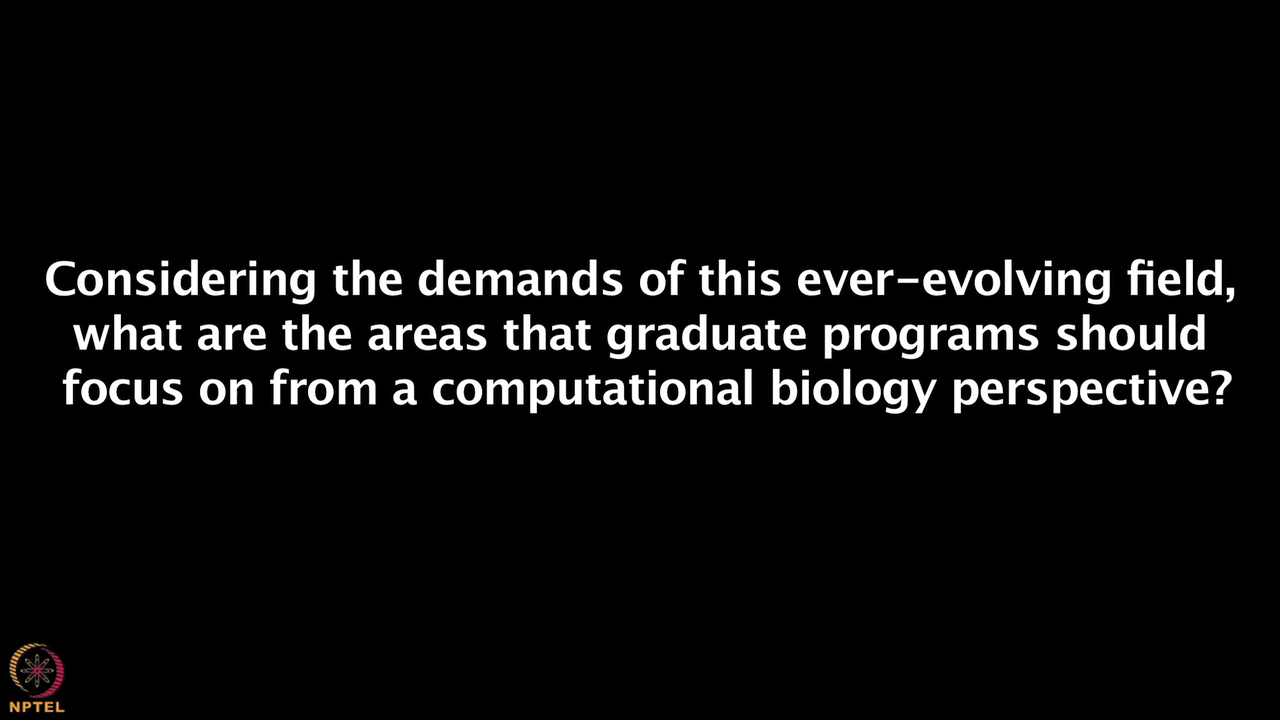 Considering the demands of this ever-evolving field,
what are the areas that graduate programs should
focus on from a computational biology perspective?
NPTEL